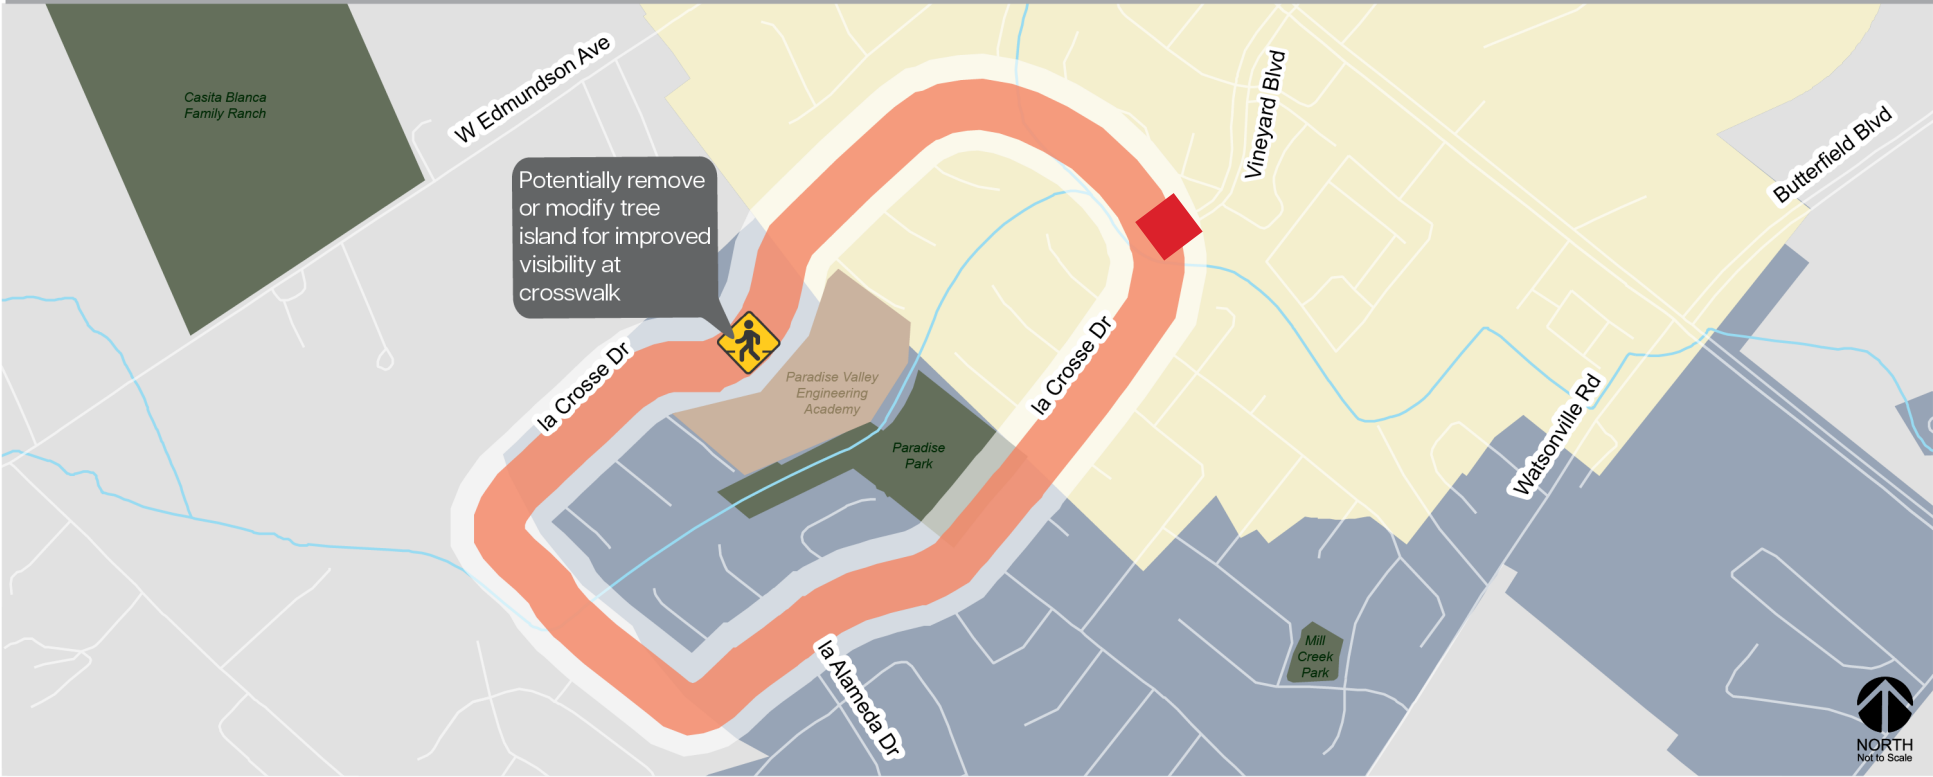 Casita Blanca
Family Ranch
W Edmundson Ave
Vineyard Blvd
Butterfield Blvd
Potentially remove
or modify tree
island for improved
visibility at
crosswalk
la Crosse Dr
la Crosse Dr
Paradise Valley
Engineering
Academy
Paradise
Park
Watsonville Rd
la Alameda Dr
Mill
Creek
Park
NORTH
Not to Scale